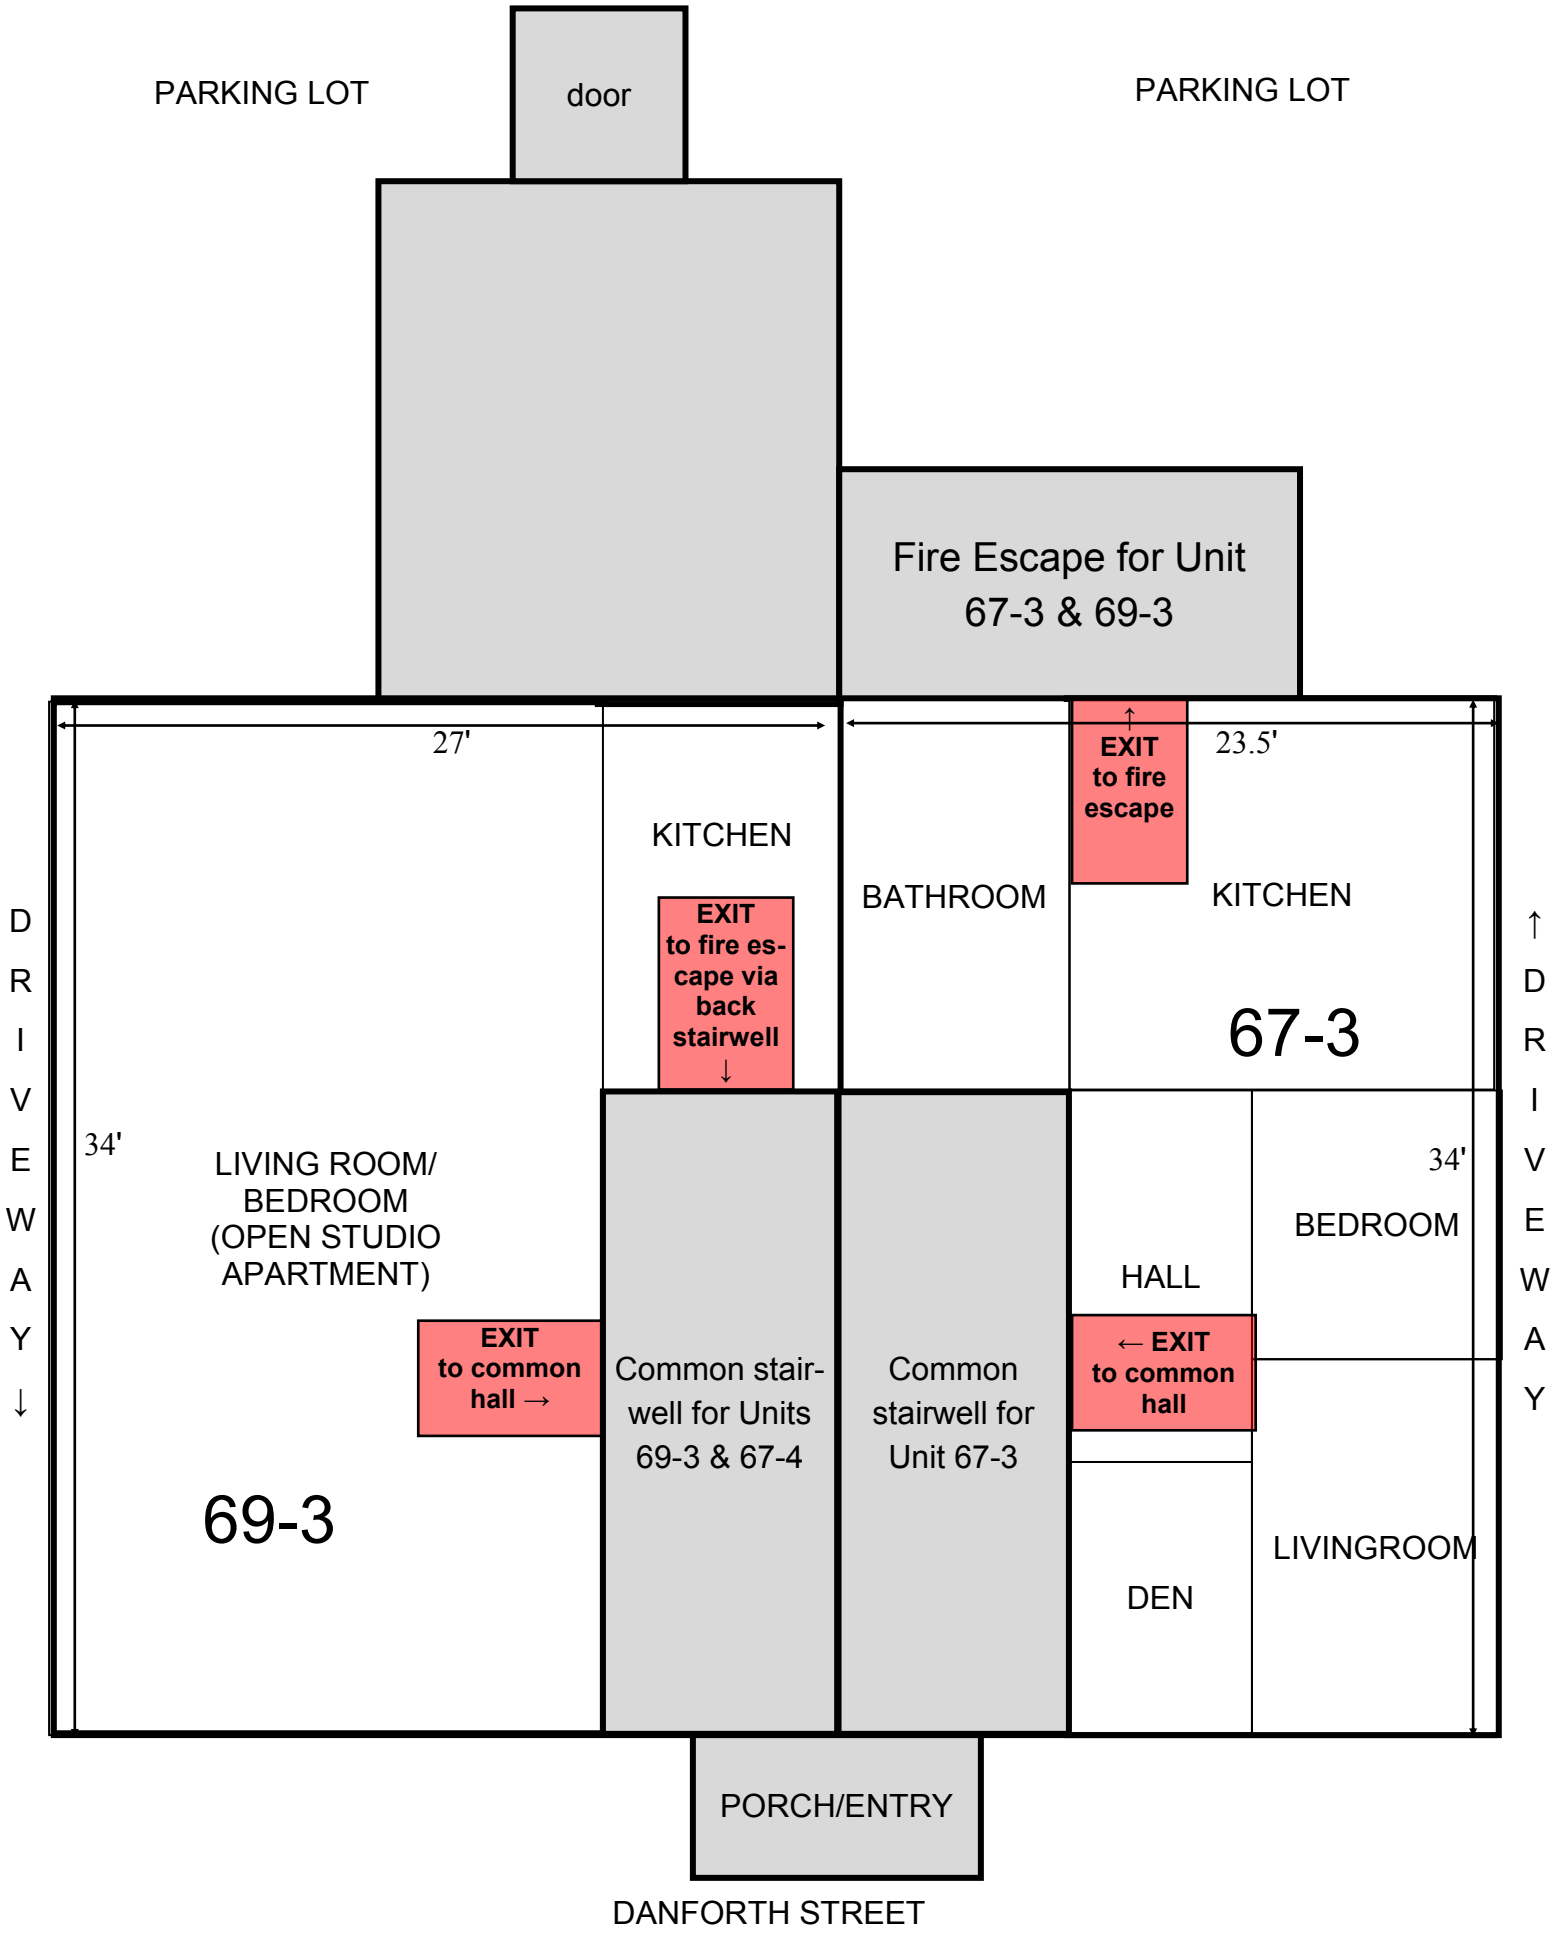 PARKING LOT
door
PARKING LOT
Fire Escape for Unit
67-3 & 69-3
27'
↑
EXIT
to fire
escape
23.5'
KITCHEN
BATHROOM
KITCHEN
EXIT
to fire es-
cape via
back
stairwell
↓
67-3
D
R
I
V
E
W
A
Y
↓
34'
LIVING ROOM/
BEDROOM
(OPEN STUDIO
APARTMENT)
EXIT
to common
hall →
69-3
Common stair-
well for Units
69-3 & 67-4
Common
stairwell for
Unit 67-3
HALL
← EXIT
to common
hall
34'
BEDROOM
LIVINGROOM
DEN
↑
D
R
I
V
E
W
A
Y
PORCH/ENTRY
DANFORTH STREET